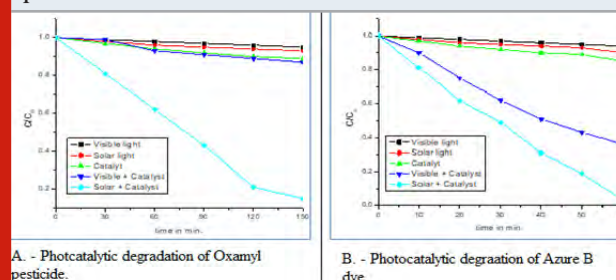 1.0
0.8
0.6
0.4
0.2
C/C₀
Visible light
Solar light
Catalyt
Visible + Catalyst
Solar + Catalyst
0 30 60 90 120 150
time in min.
A. - Photcatalytic degradation of Oxamyl
pesticide.
1.0
0.8
0.6
0.4
0.2
0.0
C/C₀
Visible light
Solar light
Catalyt
Visible + Catalyst
Solar + Catalyst
0 10 20 30 40 50
time in min.
B. - Photocatalytic degraation of Azure B
dye